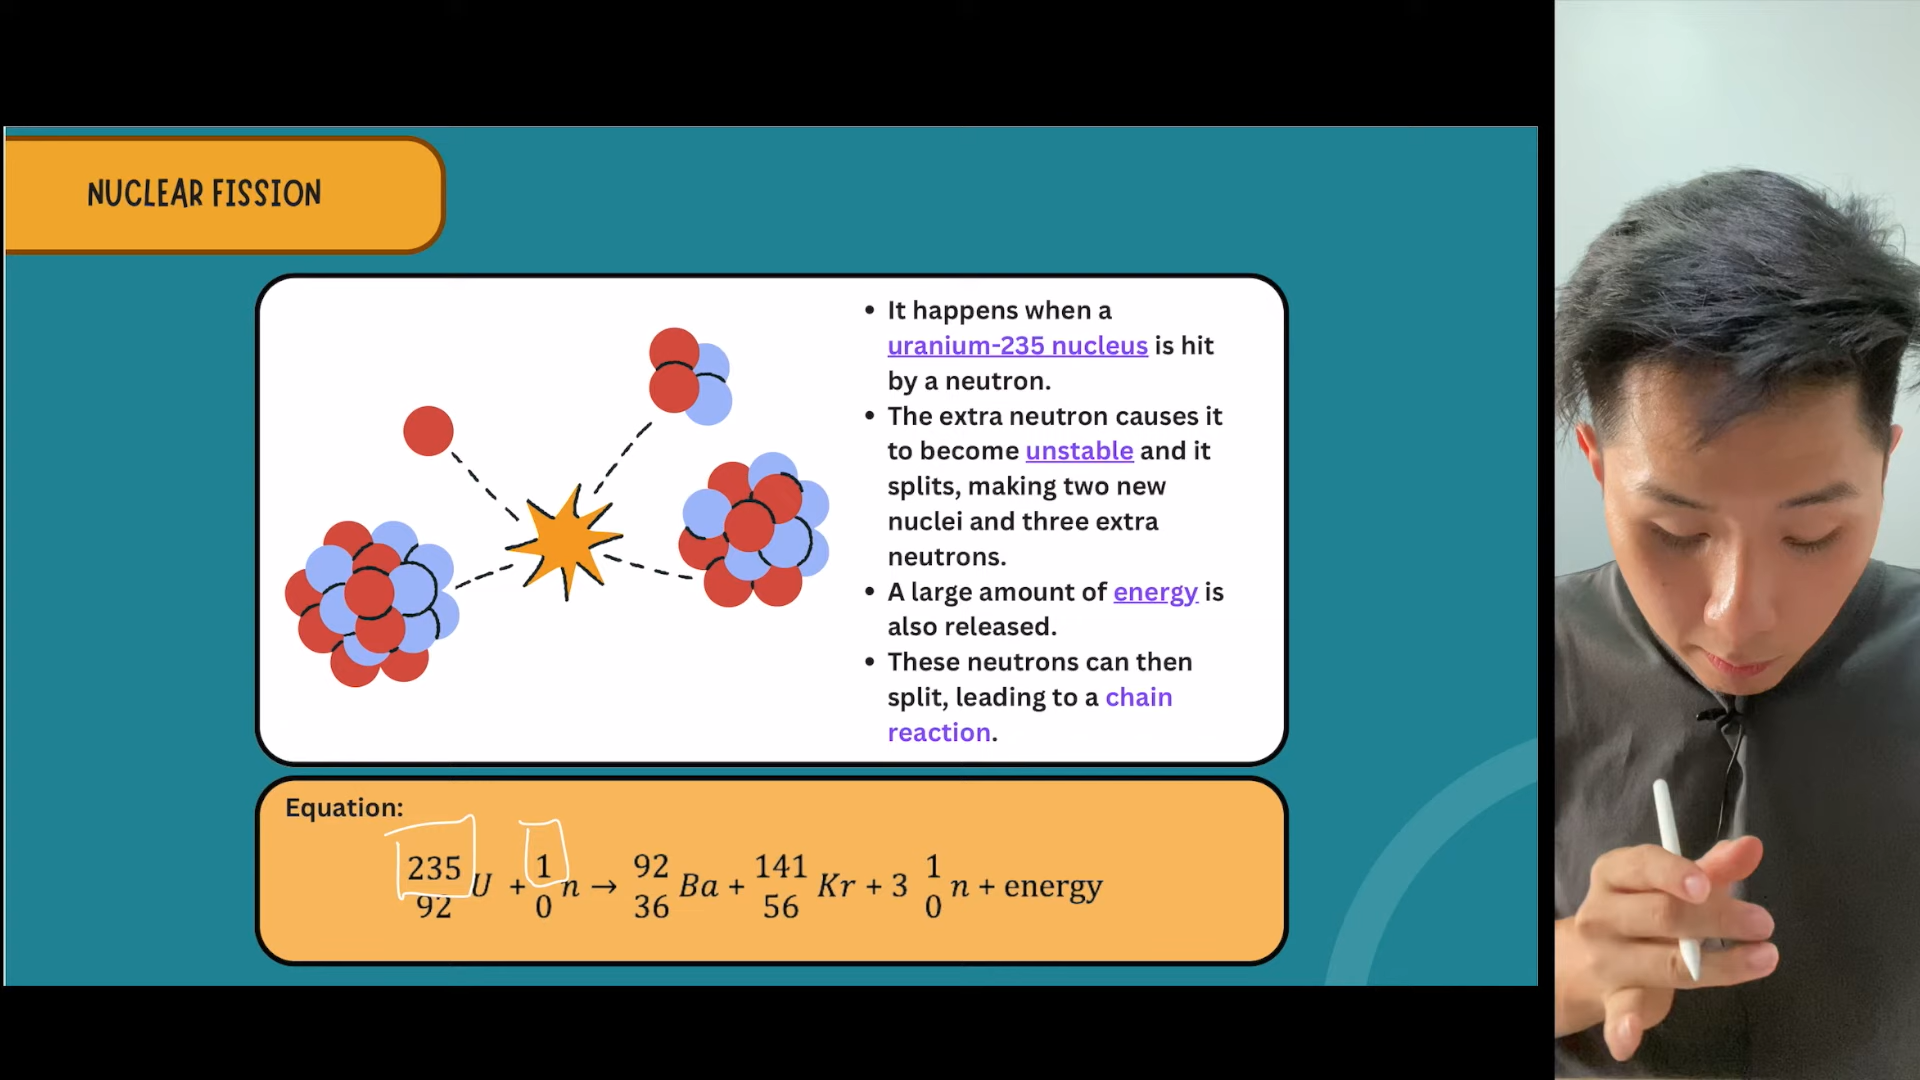 NUCLEAR FISSION
• It happens when a
uranium-235 nucleus is hit
by a neutron.
• The extra neutron causes it
to become unstable and it
splits, making two new
nuclei and three extra
neutrons.
• A large amount of energy is
also released.
• These neutrons can then
split, leading to a chain
reaction.
Equation:
235 1 92 141 1
U + n → Ba + Kr + 3 n + energy
92 0 36 56 0